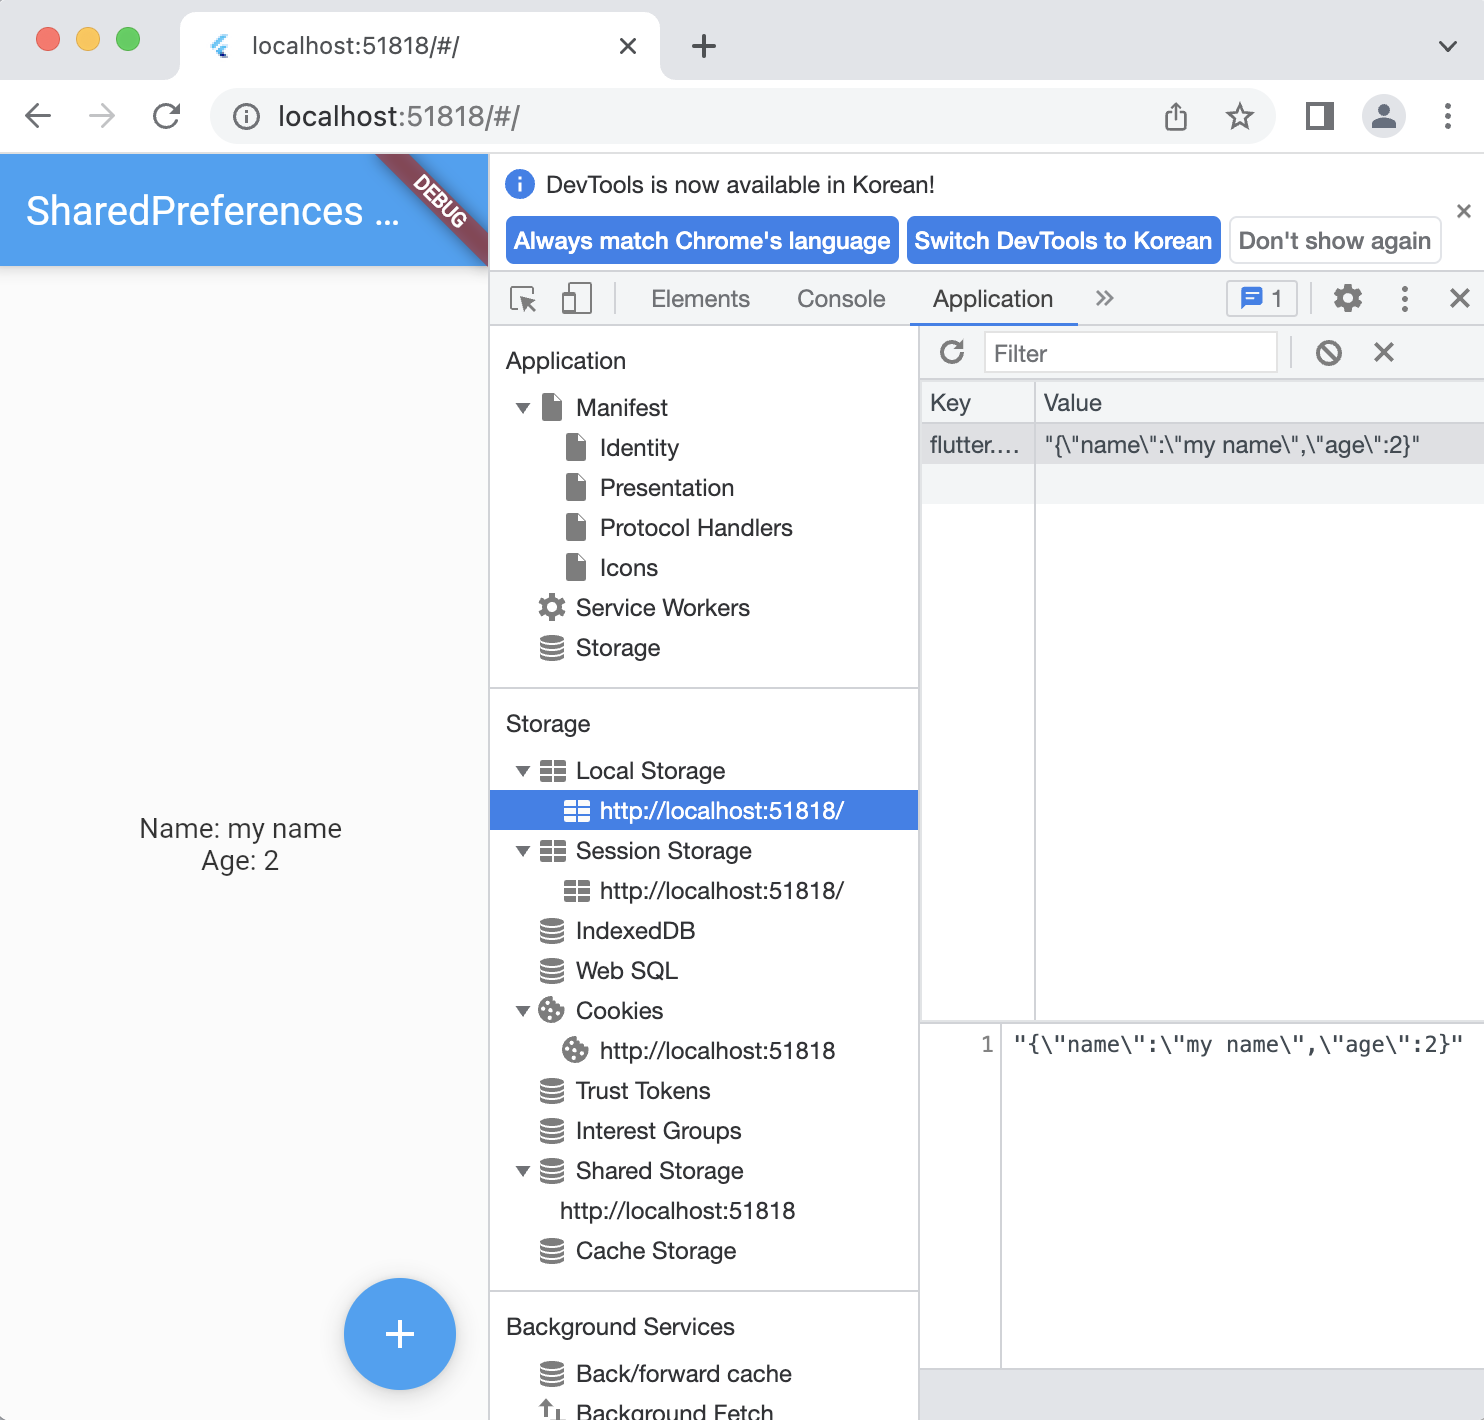 localhost:51818/#/
localhost:51818/#/
SharedPreferences ...
DEBUG
DevTools is now available in Korean!
Always match Chrome's language
Switch DevTools to Korean
Don't show again
Elements
Console
Application
1
Application
Manifest
Identity
Presentation
Protocol Handlers
Icons
Service Workers
Storage
Storage
Local Storage
http://localhost:51818/
Session Storage
http://localhost:51818/
IndexedDB
Web SQL
Cookies
http://localhost:51818
Trust Tokens
Interest Groups
Shared Storage
http://localhost:51818
Cache Storage
Background Services
Back/forward cache
Background Fetch
Filter
Key Value
flutter.... "{\"name\":\"my name\",\"age\":2}"
1 "{\"name\":\"my name\",\"age\":2}"
Name: my name
Age: 2